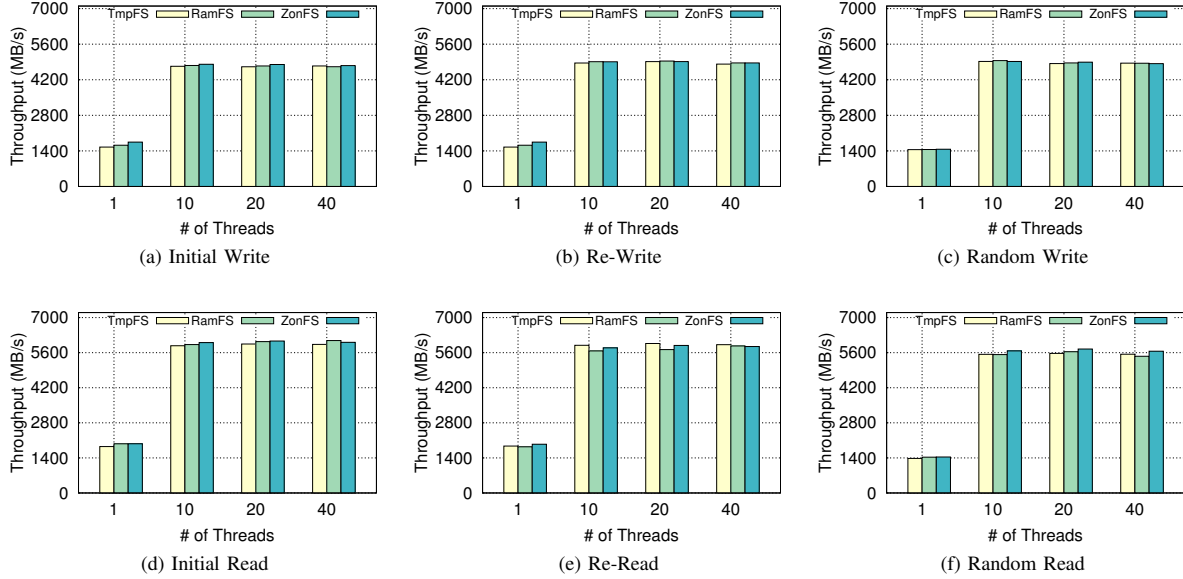 TmpFS RamFS ZonFS
7000
5600
4200
2800
1400
0
Throughput (MB/s)
1 10 20 40
# of Threads
(a) Initial Write
TmpFS RamFS ZonFS
7000
5600
4200
2800
1400
0
Throughput (MB/s)
1 10 20 40
# of Threads
(b) Re-Write
TmpFS RamFS ZonFS
7000
5600
4200
2800
1400
0
Throughput (MB/s)
1 10 20 40
# of Threads
(c) Random Write
TmpFS RamFS ZonFS
7000
5600
4200
2800
1400
0
Throughput (MB/s)
1 10 20 40
# of Threads
(d) Initial Read
TmpFS RamFS ZonFS
7000
5600
4200
2800
1400
0
Throughput (MB/s)
1 10 20 40
# of Threads
(e) Re-Read
TmpFS RamFS ZonFS
7000
5600
4200
2800
1400
0
Throughput (MB/s)
1 10 20 40
# of Threads
(f) Random Read